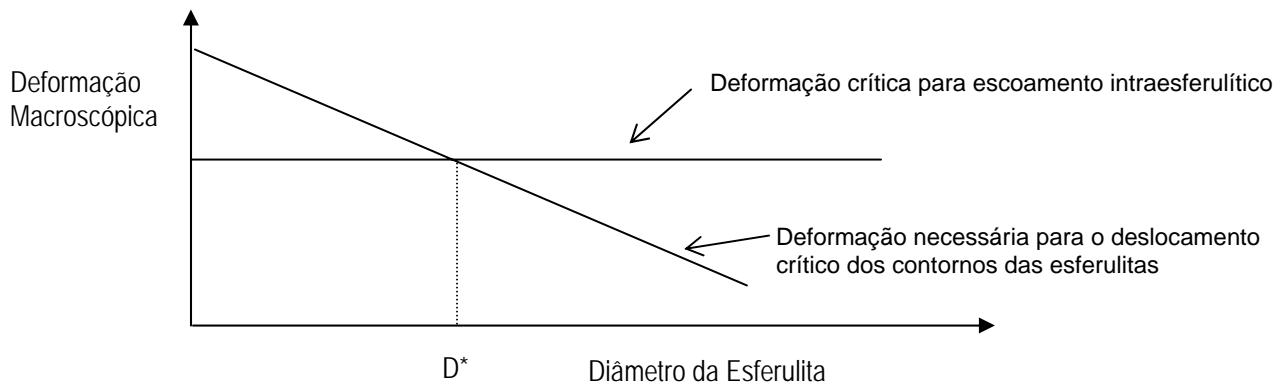 Deformação
Macroscópica
Deformação crítica para escoamento intraesferulítico
Deformação necessária para o deslocamento
crítico dos contornos das esferulitas
D*
Diâmetro da Esferulita